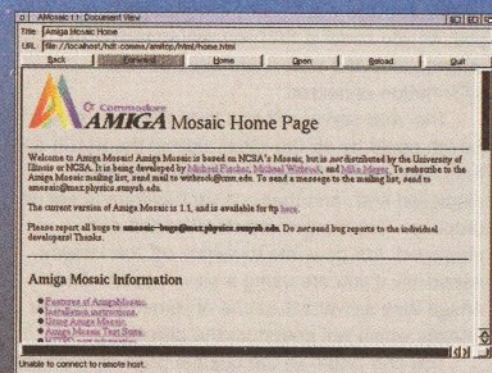 AMosaic 1.1: Document View
Title Amiga Mosaic Home
URL file://localhost/hd1:comms/amitcp/html/home.html
Back Forward Home Open Reload Quit
Commodore
AMIGA Mosaic Home Page
Welcome to Amiga Mosaic! Amiga Mosaic is based on NCSA's Mosaic, but is not distributed by the University of
Illinois or NCSA. It is being developed by Michael Fischer, Michael Witbrock, and Mike Meyer. To subscribe to the
Amiga Mosaic mailing list, send mail to witbrock@cmu.edu. To send a message to the mailing list, send to
amosaic@max.physics.sunysb.edu.
The current version of Amiga Mosaic is 1.1, and is available for ftp here.
Please report all bugs to amosaic-bugs@max.physics.sunysb.edu. Do not send bug reports to the individual
developers! Thanks.
Amiga Mosaic Information
Features of AmigaMosaic.
Installation instructions.
Using Amiga Mosaic.
Amiga Mosaic Test Suite.
Unable to connect to remote host.